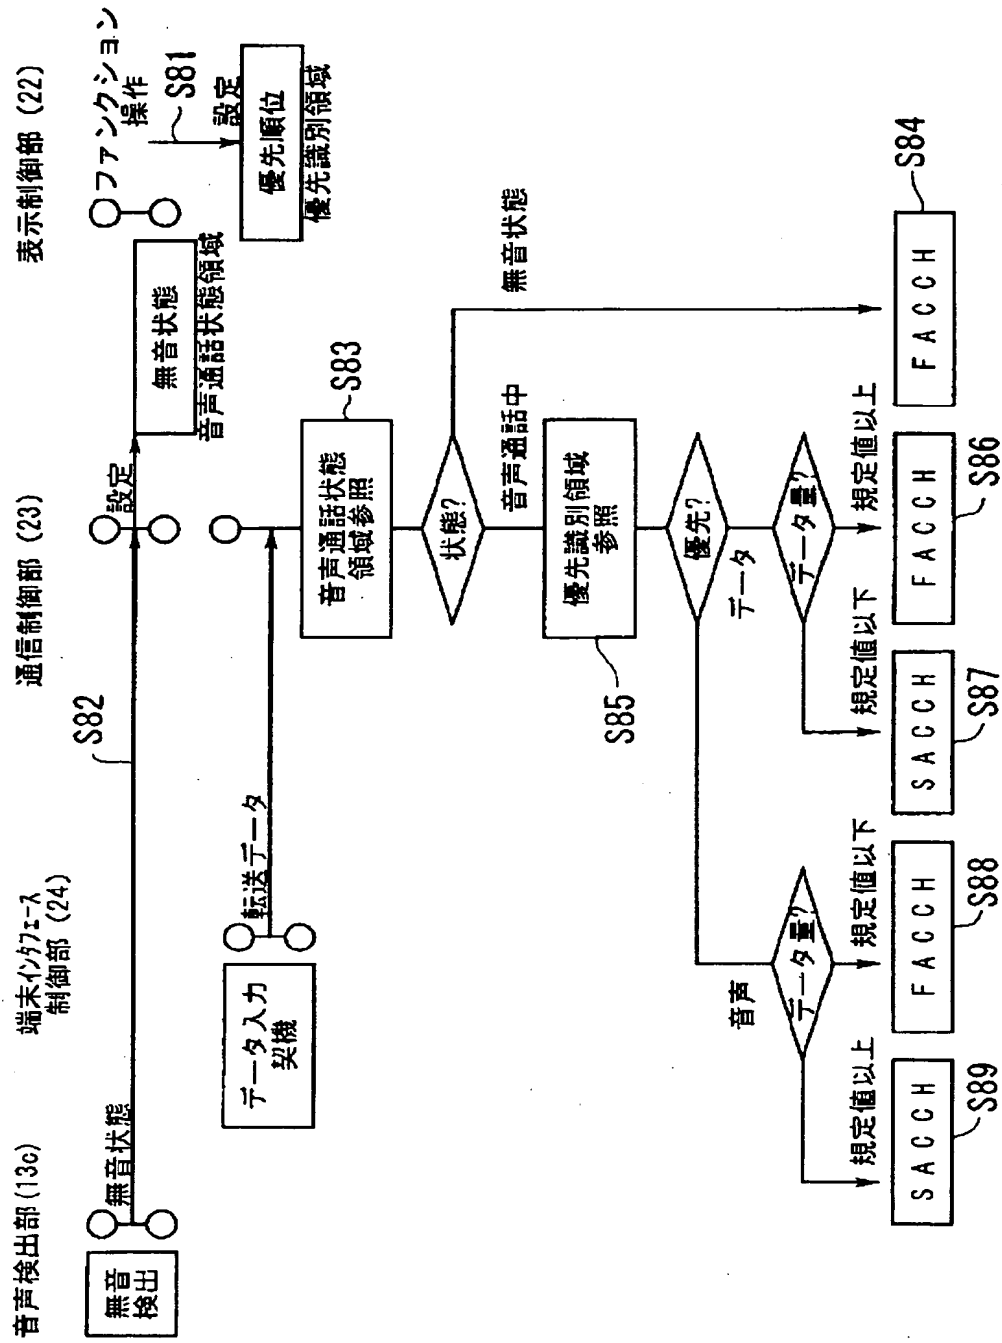 音声検出部(13c)
端末インタフェース
制御部 (24)
通信制御部 (23)
表示制御部 (22)
無音
検出
無音状態
S82
設定
無音状態
音声通話状態領域
ファンクション
操作
S81
設定
優先順位
優先識別領域
データ入力
契機
転送データ
音声通話状態
領域参照
S83
状態?
無音状態
音声通話中
優先識別領域
参照
S85
優先?
音声
データ
データ量?
データ量?
規定値以上
規定値以下
規定値以下
規定値以上
SACCH
S89
FACCH
S88
SACCH
S87
FACCH
S86
FACCH
S84